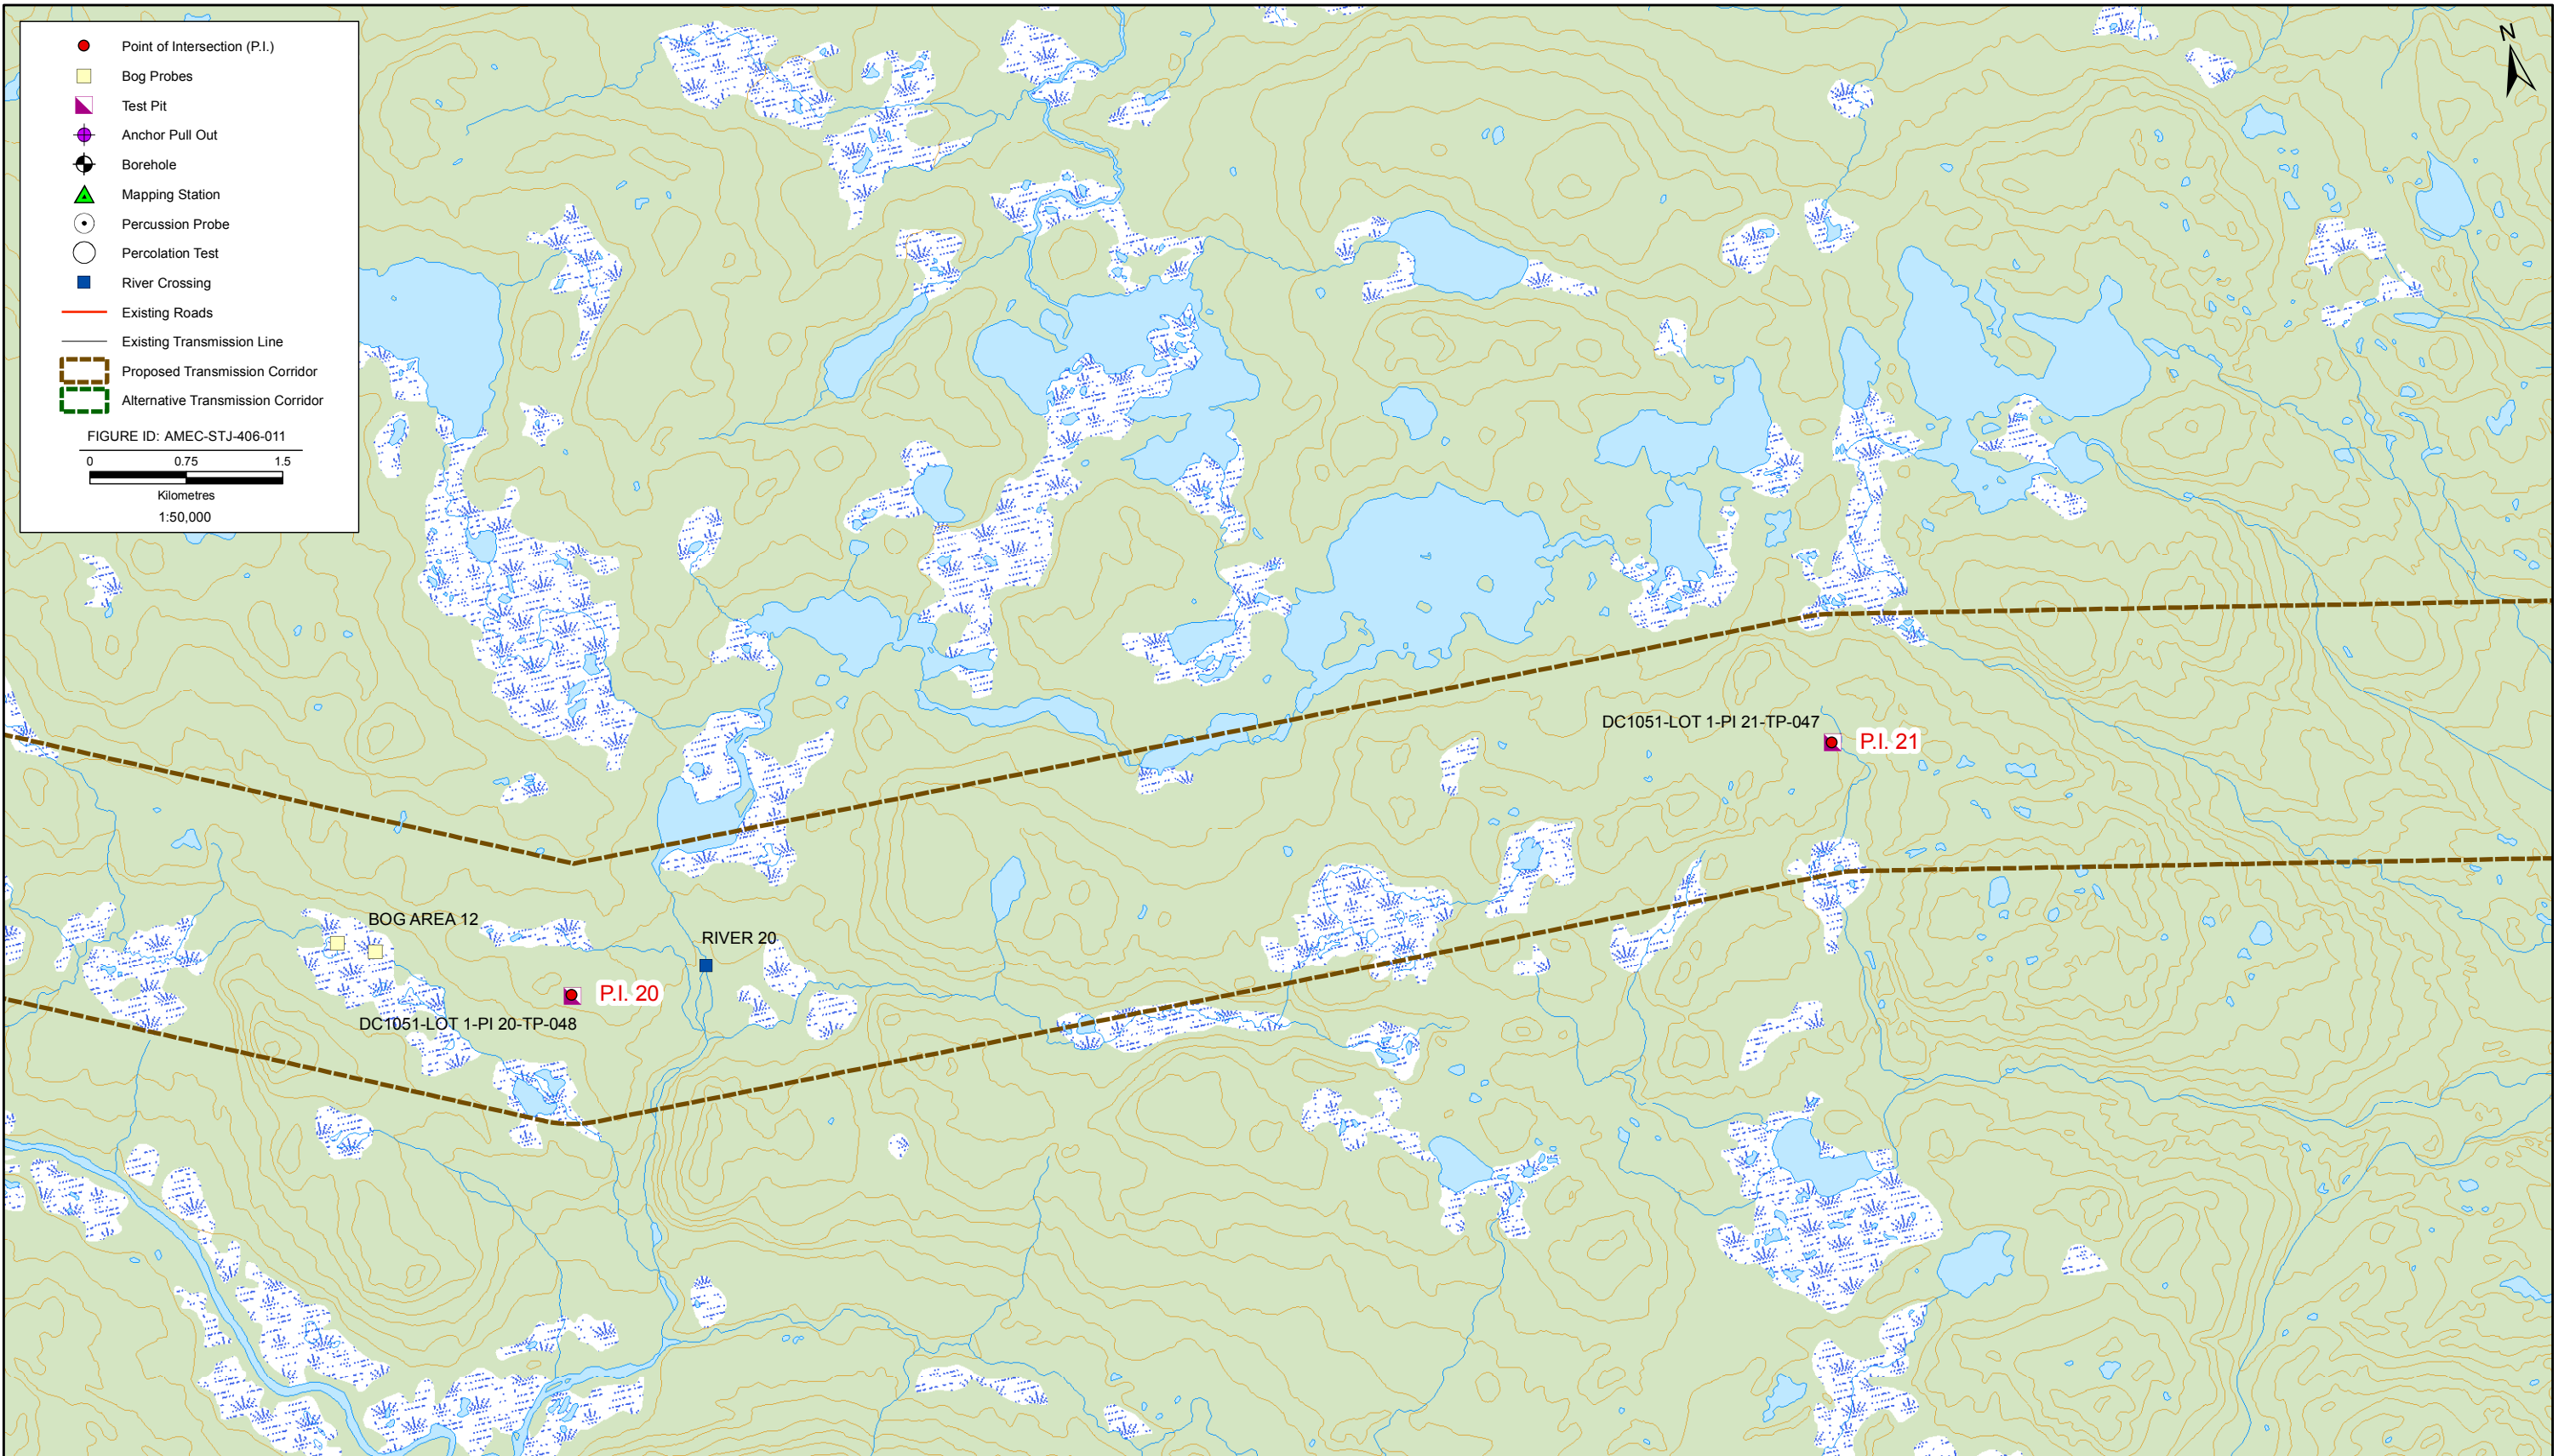 Point of Intersection (P.I.)
Bog Probes
Test Pit
Anchor Pull Out
Borehole
Mapping Station
Percussion Probe
Percolation Test
River Crossing
Existing Roads
Existing Transmission Line
Proposed Transmission Corridor
Alternative Transmission Corridor
FIGURE ID: AMEC-STJ-406-011
0 0.75 1.5
Kilometres
1:50,000
N
DC1051-LOT 1-PI 21-TP-047
P.I. 21
BOG AREA 12
RIVER 20
P.I. 20
DC1051-LOT 1-PI 20-TP-048